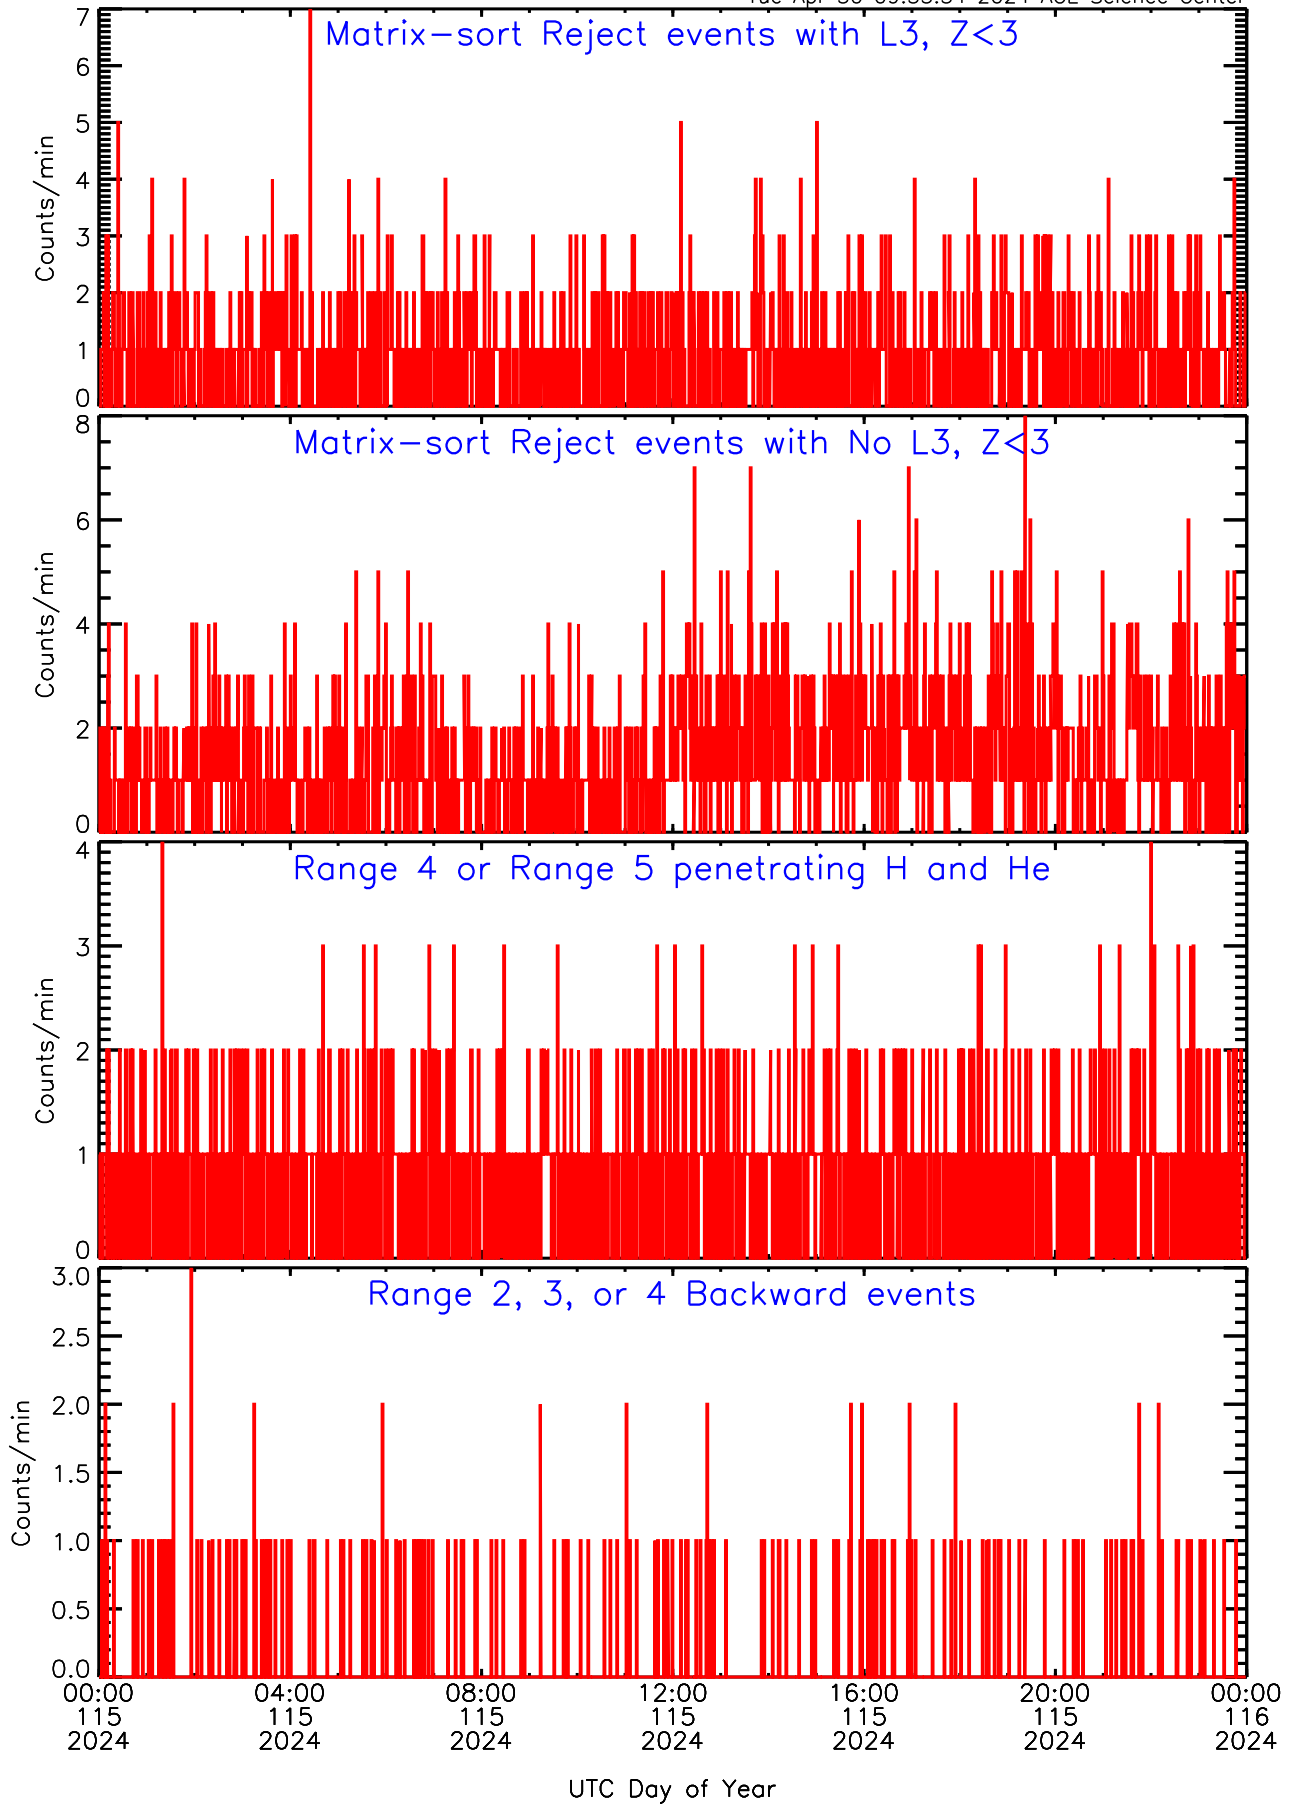 Matrix-sort Reject events with L3, Z<3
7
6
5
4
3
2
1
0
Counts/min
Matrix-sort Reject events with No L3, Z<3
8
6
4
2
0
Counts/min
Range 4 or Range 5 penetrating H and He
4
3
2
1
0
Counts/min
Range 2, 3, or 4 Backward events
3.0
2.5
2.0
1.5
1.0
0.5
0.0
Counts/min
00:00 04:00 08:00 12:00 16:00 20:00 00:00
115 115 115 115 115 115 116
2024 2024 2024 2024 2024 2024 2024
UTC Day of Year